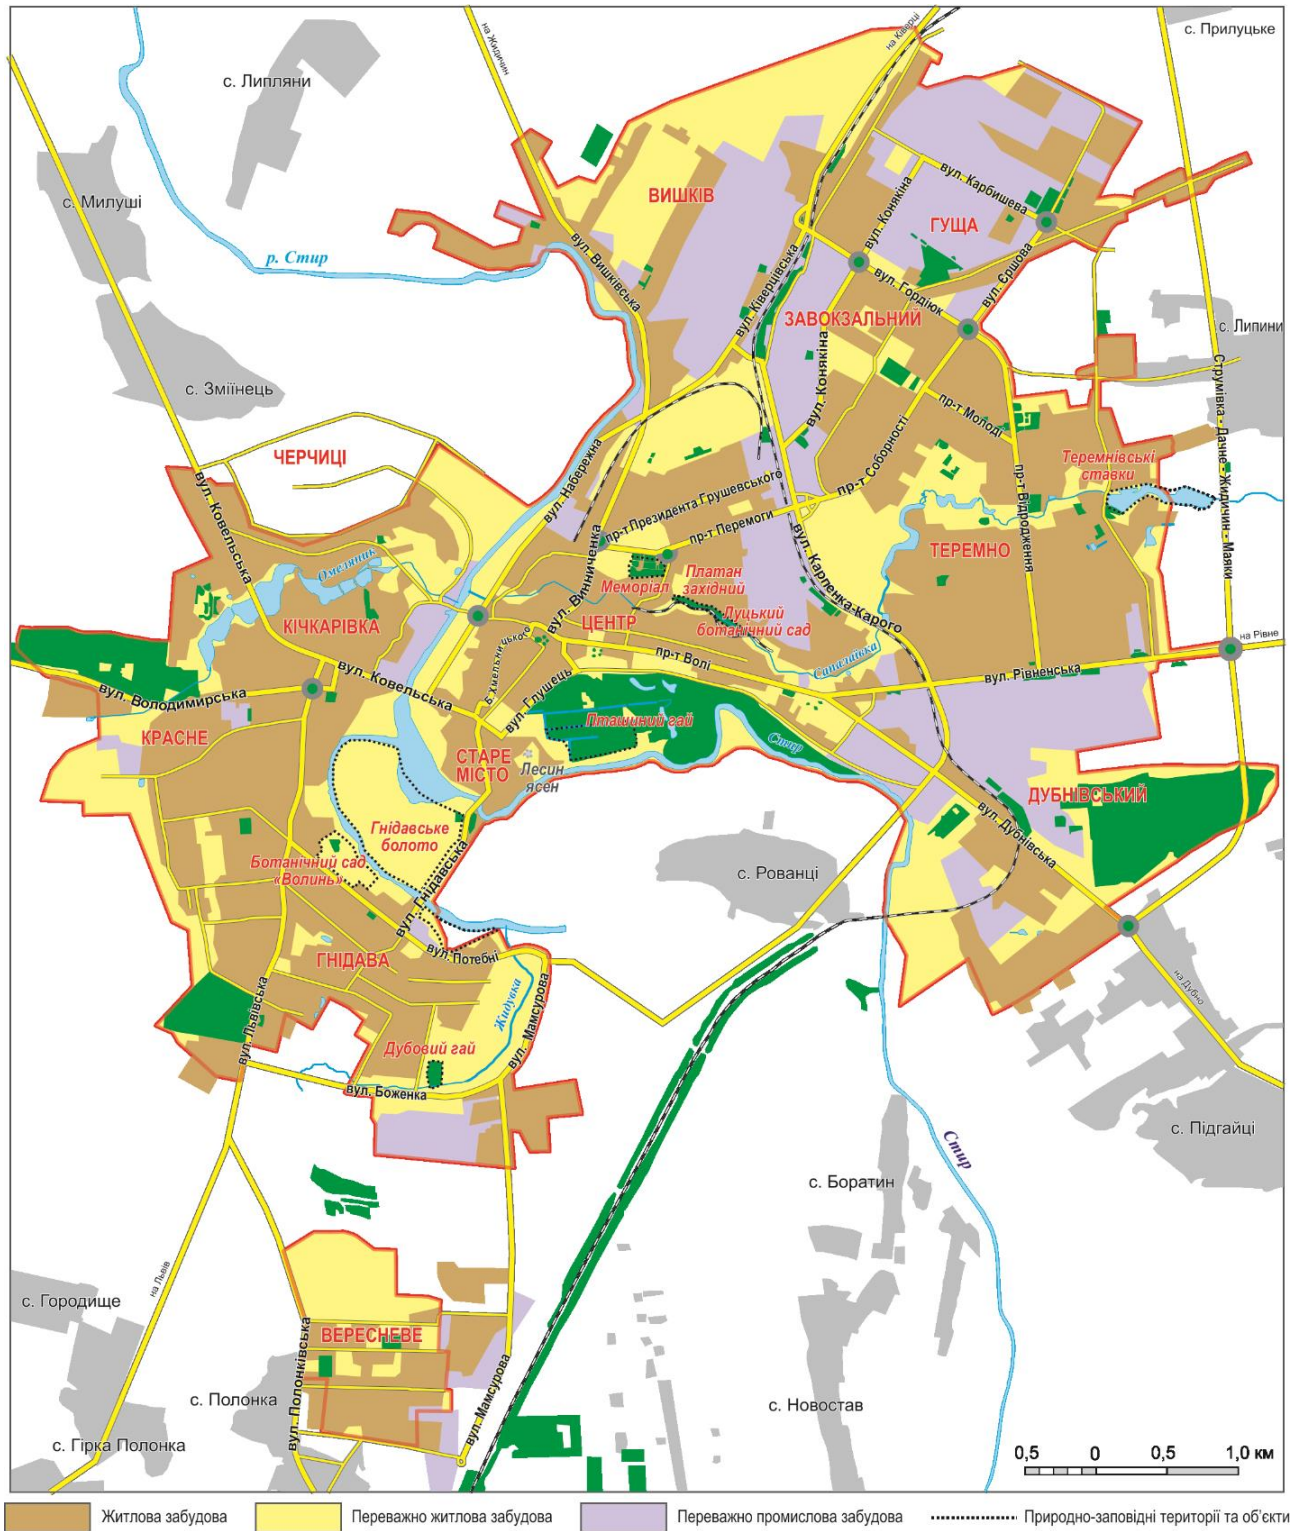 на Жидичин
на Ківерці
с. Прилуцьке
с. Липляни
с. Милуші
ВИШКІВ
вул. Карбишева
вул. Конякіна
ГУЩА
р. Стир
вул. Вишківська
вул. Ківерцівська
вул. Гордіюк
вул. Єршова
ЗАВОКЗАЛЬНИЙ
с. Липини
с. Зміїнець
вул. Конякіна
пр-т Молоді
Струмівка - Дачне - Жидичин - Маяки
ЧЕРЧИЦІ
вул. Ковельська
вул. Набережна
пр-т Президента Грушевського
пр-т Соборності
пр-т Відродження
Теремнівські
ставки
пр-т Перемоги
вул. Винниченка
вул. Карпенка-Карого
ТЕРЕМНО
Омеляник
Меморіал
Платан
західний
Луцький
ботанічний сад
КІЧКАРІВКА
ЦЕНТР
Б. Хмельницького
пр-т Волі
Сапалаївка
на Рівне
вул. Рівненська
вул. Ковельська
вул. Глушець
вул. Володимирська
КРАСНЕ
Пташиний гай
Стир
СТАРЕ
МІСТО
Лесин
ясен
ДУБНІВСЬКИЙ
вул. Дубнівська
Гнідавське
болото
Ботанічний сад
«Волинь»
вул. Гнідавська
с. Рованці
ГНІДАВА
вул. Потебні
вул. Львівська
Жидувка
вул. Мамсурова
на Дубно
Дубовий гай
вул. Боженка
с. Підгайці
Стир
с. Боратин
на Львів
с. Городище
ВЕРЕСНЕВЕ
вул. Полонківська
вул. Мамсурова
с. Полонка
с. Новостав
с. Гірка Полонка
0,5 0 0,5 1,0 км
Житлова забудова Переважно житлова забудова Переважно промислова забудова Природно-заповідні території та об'єкти